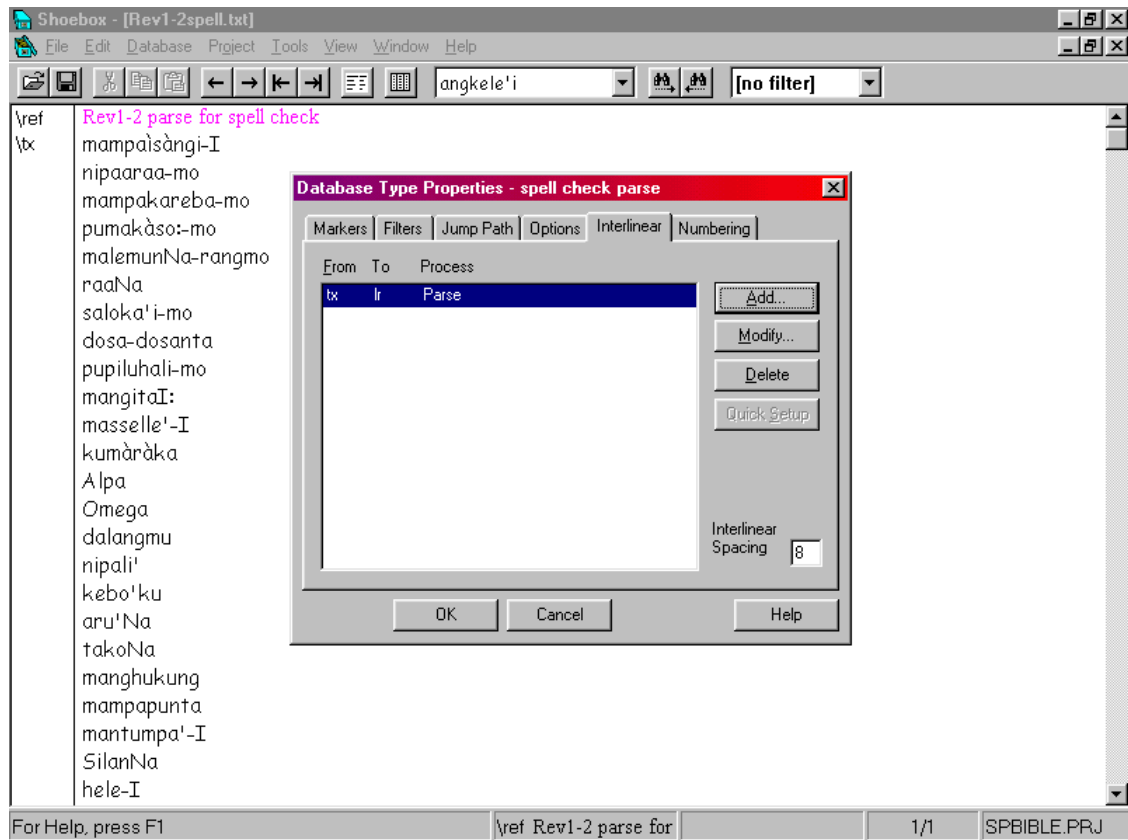 Shoebox - [Rev1-2spell.txt]
File Edit Database Project Tools View Window Help
angkele'i [no filter]
\ref Rev1-2 parse for spell check
\tx mampaìsàngi-I
nipaaraa-mo
mampakareba-mo
pumakàso:-mo
malemunNa-rangmo
raaNa
saloka'i-mo
dosa-dosanta
pupiluhali-mo
mangitaI:
masselle'-I
kumàràka
Alpa
Omega
dalangmu
nipali'
kebo'ku
aru'Na
takoNa
manghukung
mampapunta
mantumpa'-I
SilanNa
hele-I
Database Type Properties - spell check parse
Markers Filters Jump Path Options Interlinear Numbering
From To Process
tx lr Parse
Add...
Modify...
Delete
Quick Setup
Interlinear
Spacing 8
OK Cancel Help
For Help, press F1 \ref Rev1-2 parse for 1/1 SPBIBLE.PRJ